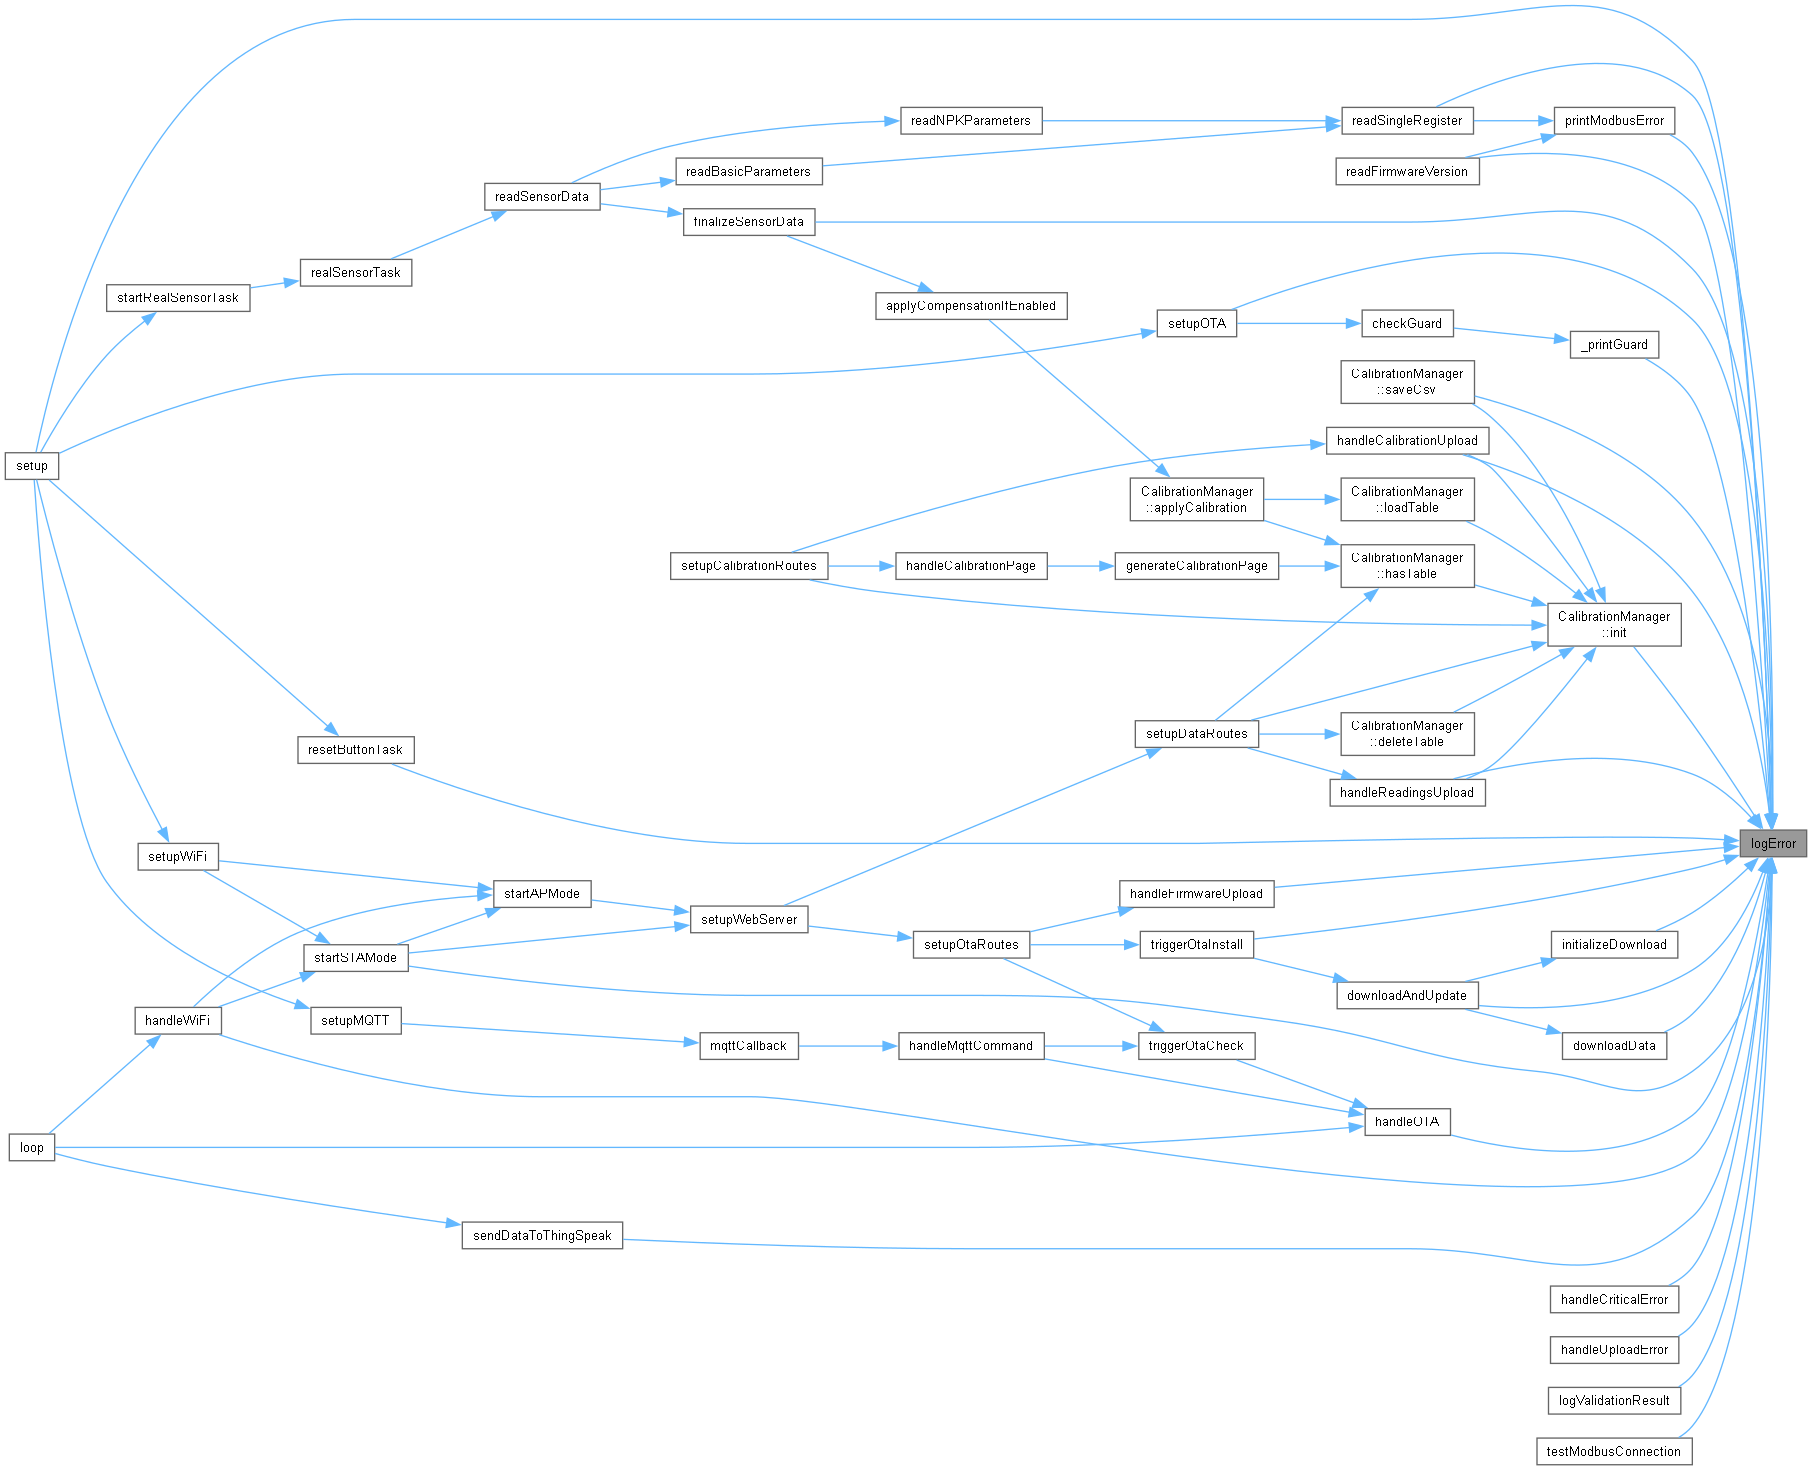 readNPKParameters
readSingleRegister
printModbusError
readBasicParameters
readFirmwareVersion
readSensorData
finalizeSensorData
realSensorTask
startRealSensorTask
applyCompensationIfEnabled
setupOTA
checkGuard
_printGuard
CalibrationManager
::saveCsv
handleCalibrationUpload
setup
CalibrationManager
::applyCalibration
CalibrationManager
::loadTable
setupCalibrationRoutes
handleCalibrationPage
generateCalibrationPage
CalibrationManager
::hasTable
CalibrationManager
::init
resetButtonTask
setupDataRoutes
CalibrationManager
::deleteTable
handleReadingsUpload
logError
setupWiFi
startAPMode
handleFirmwareUpload
setupWebServer
setupOtaRoutes
triggerOtaInstall
initializeDownload
startSTAMode
downloadAndUpdate
handleWiFi
setupMQTT
mqttCallback
handleMqttCommand
triggerOtaCheck
downloadData
handleOTA
loop
sendDataToThingSpeak
handleCriticalError
handleUploadError
logValidationResult
testModbusConnection